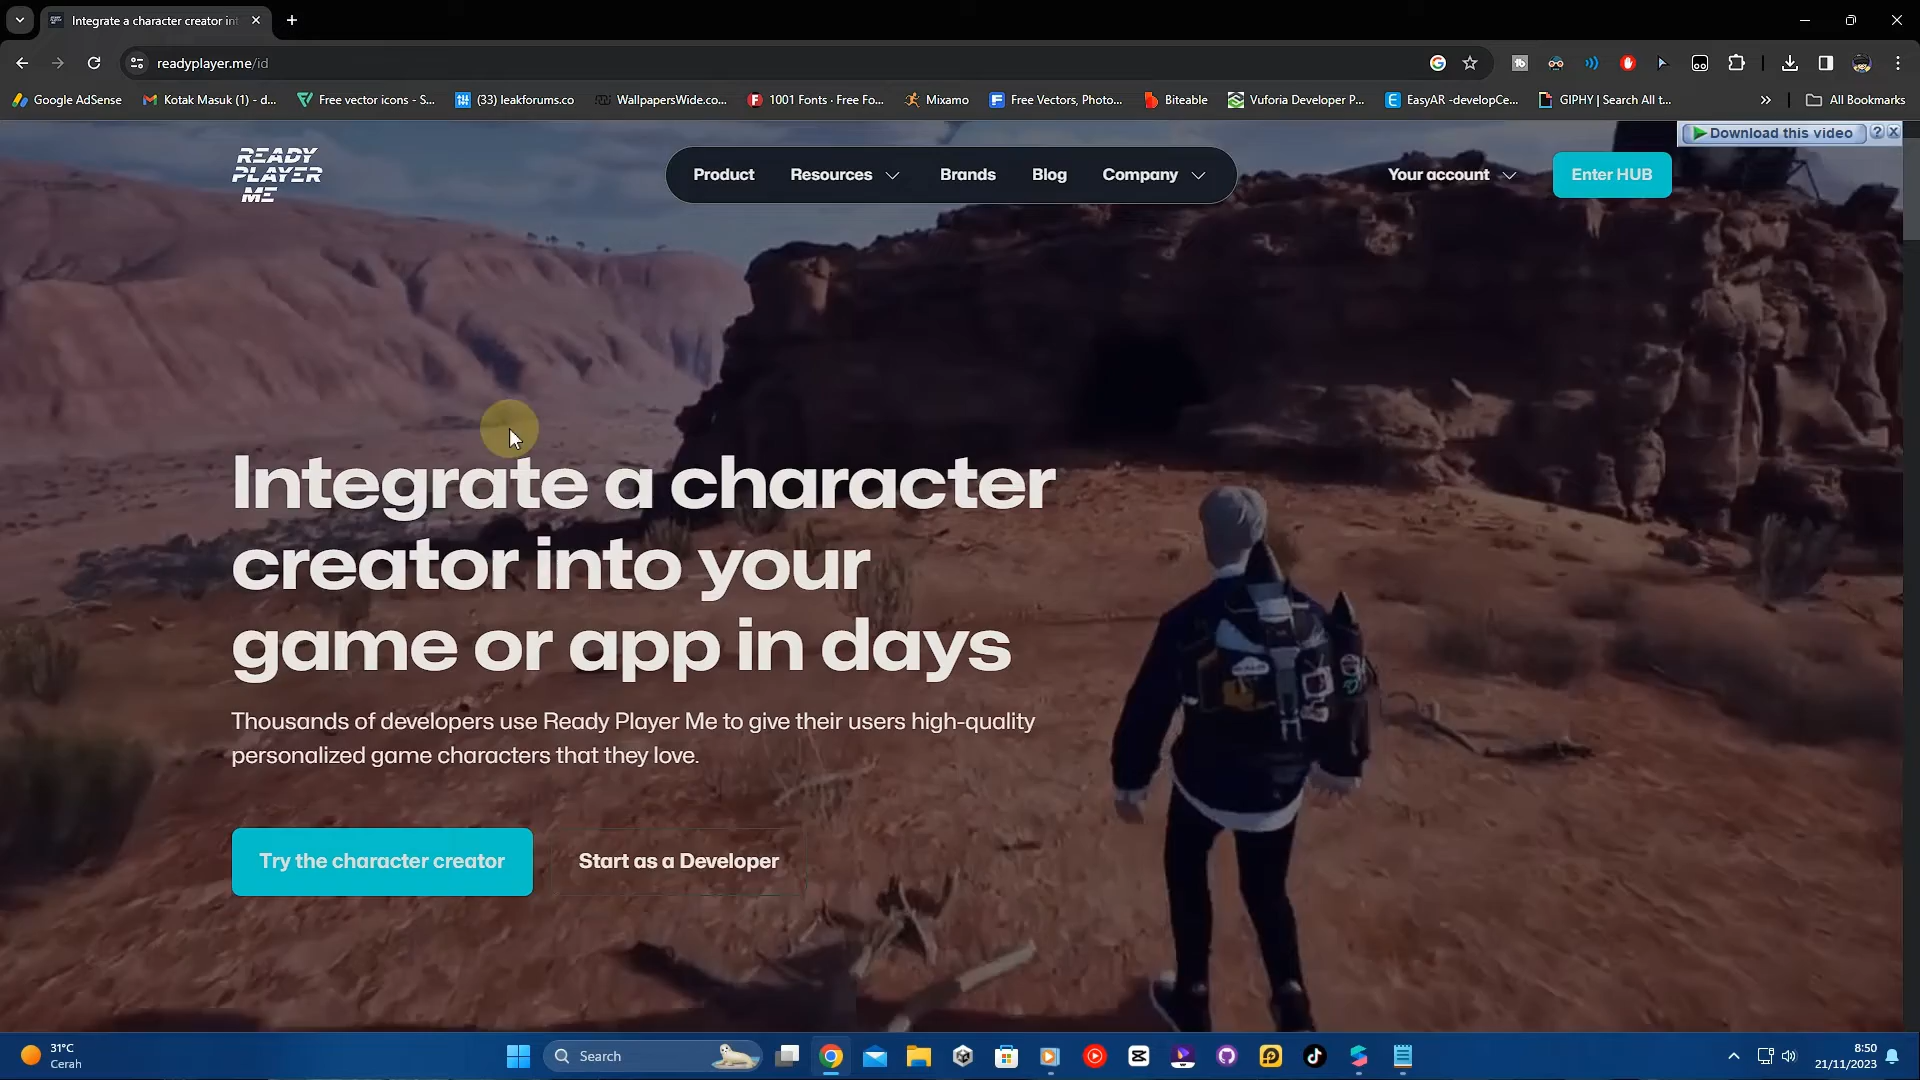 Integrate a character creator in
readyplayer.me/id
Google AdSense
Kotak Masuk (1) - d...
Free vector icons - S...
(33) leakforums.co
WallpapersWide.co...
1001 Fonts · Free Fo...
Mixamo
Free Vectors, Photo...
Biteable
Vuforia Developer P...
EasyAR -developCe...
GIPHY | Search All t...
All Bookmarks
Download this video
READY
PLAYER
ME
Product
Resources
Brands
Blog
Company
Your account
Enter HUB
Integrate a character
creator into your
game or app in days
Thousands of developers use Ready Player Me to give their users high-quality
personalized game characters that they love.
Try the character creator
Start as a Developer
31°C
Cerah
Search
8:50
21/11/2023